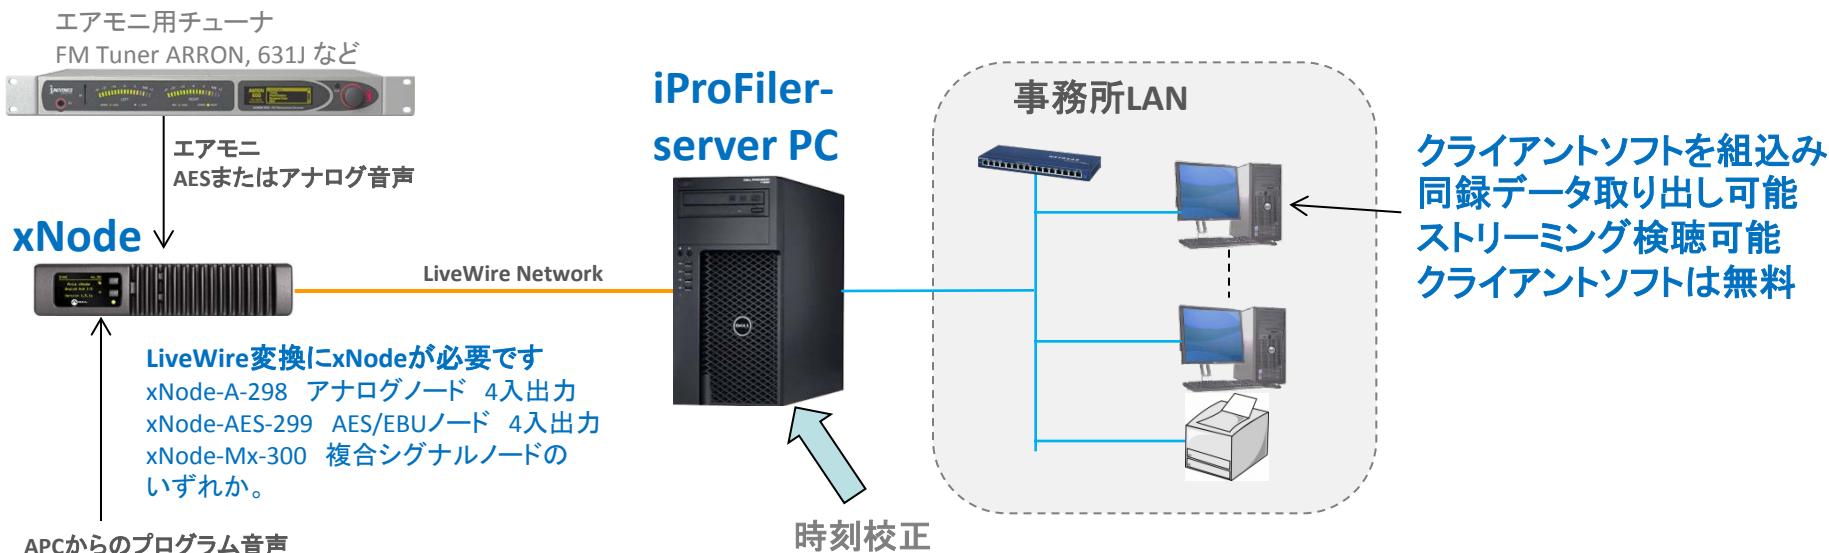 エアモニ用チューナ
FM Tuner ARRON, 631J など
エアモニ
AESまたはアナログ音声
xNode
LiveWire Network
LiveWire変換にxNodeが必要です
xNode-A-298 アナログノード 4入出力
xNode-AES-299 AES/EBUノード 4入出力
xNode-Mx-300 複合シグナルノードの
いずれか。
APCからのプログラム音声
iProFiler-
server PC
DELL
時刻校正
事務所LAN
NETGEAR
クライアントソフトを組込み
同録データ取り出し可能
ストリーミング検聴可能
クライアントソフトは無料